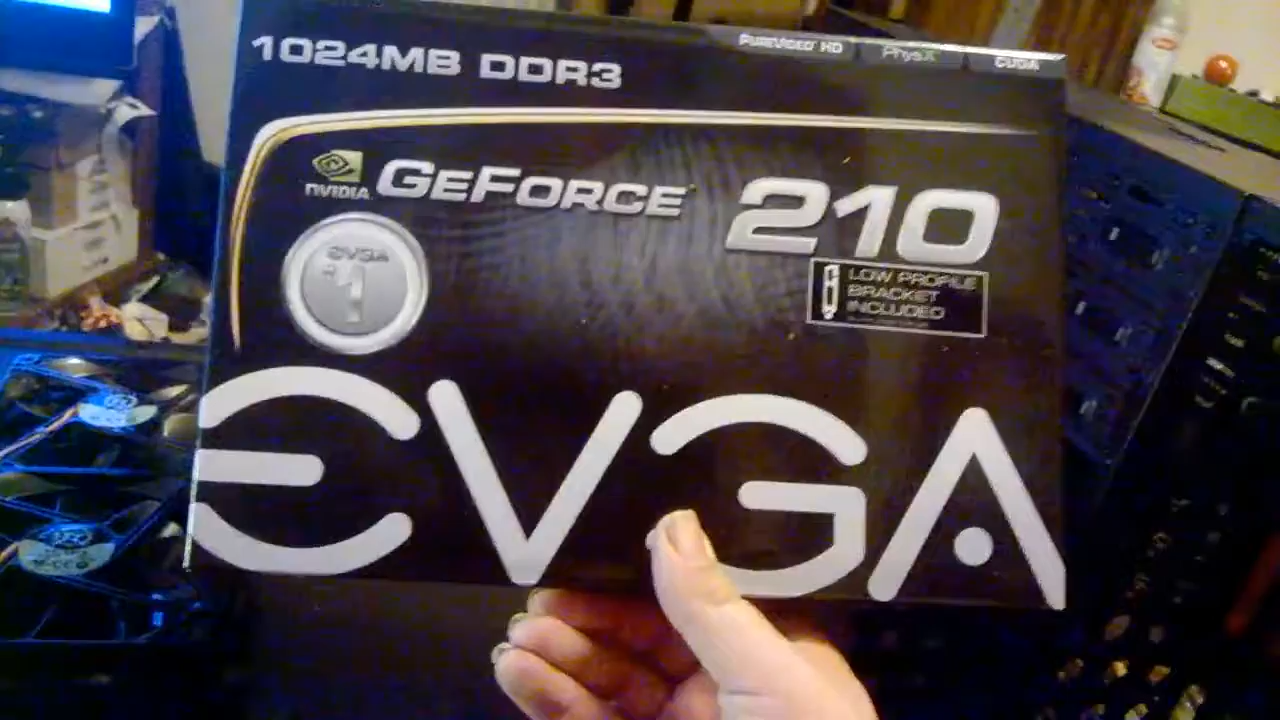 1024MB DDR3
PUREVIDEO HD
PhysX
CUDA
NVIDIA
GEFORCE 210
LOW PROFILE
BRACKET
INCLUDED
EVGA
#1
EVGA